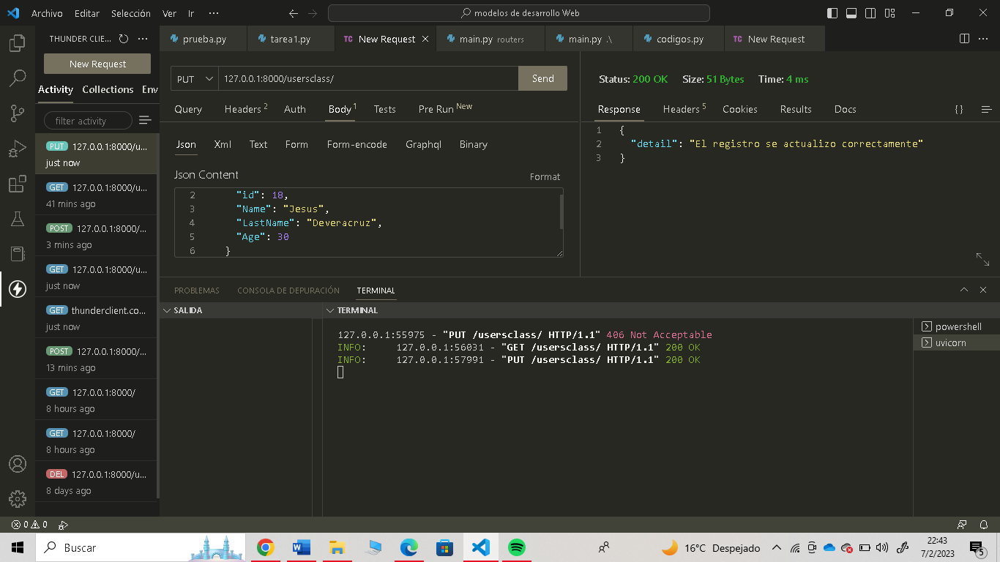 Archivo Editar Selección Ver Ir ···
modelos de desarrollo Web
THUNDER CLIE... ···
New Request
Activity Collections Env
filter activity
PUT 127.0.0.1:8000/u...
just now
GET 127.0.0.1:8000/u...
41 mins ago
POST 127.0.0.1:8000/...
3 mins ago
GET 127.0.0.1:8000/u...
just now
GET thunderclient.co...
just now
POST 127.0.0.1:8000/...
13 mins ago
GET 127.0.0.1:8000/
8 hours ago
GET 127.0.0.1:8000/
8 hours ago
DEL 127.0.0.1:8000/u...
8 days ago
prueba.py tarea1.py TC New Request × main.py routers main.py .\ codigos.py TC New Request
PUT 127.0.0.1:8000/usersclass/ Send
Query Headers 2 Auth Body 1 Tests Pre Run New
Json Xml Text Form Form-encode Graphql Binary
Json Content Format
2 "id": 18,
3 "Name": "Jesus",
4 "LastName": "Deveracruz",
5 "Age": 30
6 }
Status: 200 OK Size: 51 Bytes Time: 4 ms
Response Headers 5 Cookies Results Docs {}
1 {
2 "detail": "El registro se actualizo correctamente"
3 }
PROBLEMAS CONSOLA DE DEPURACIÓN TERMINAL
SALIDA
TERMINAL
127.0.0.1:55975 - "PUT /usersclass/ HTTP/1.1" 406 Not Acceptable
INFO: 127.0.0.1:56031 - "GET /usersclass/ HTTP/1.1" 200 OK
INFO: 127.0.0.1:57991 - "PUT /usersclass/ HTTP/1.1" 200 OK
powershell
uvicorn
0 0
Buscar
16°C Despejado
22:43
7/2/2023
5